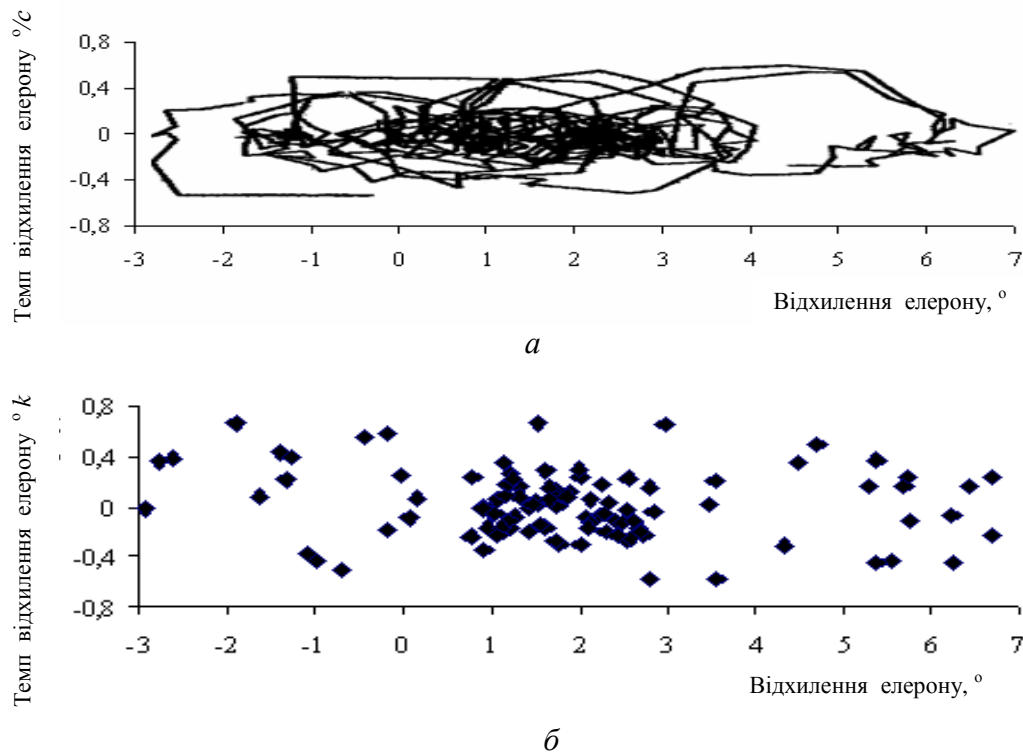 Темп відхилення елерону º/с
0,8
0,4
0
-0,4
-0,8
-3 -2 -1 0 1 2 3 4 5 6 7
Відхилення елерону, º
а
Темп відхилення елерону º k
0,8
0,4
0
-0,4
-0,8
-3 -2 -1 0 1 2 3 4 5 6 7
Відхилення елерону, º
б